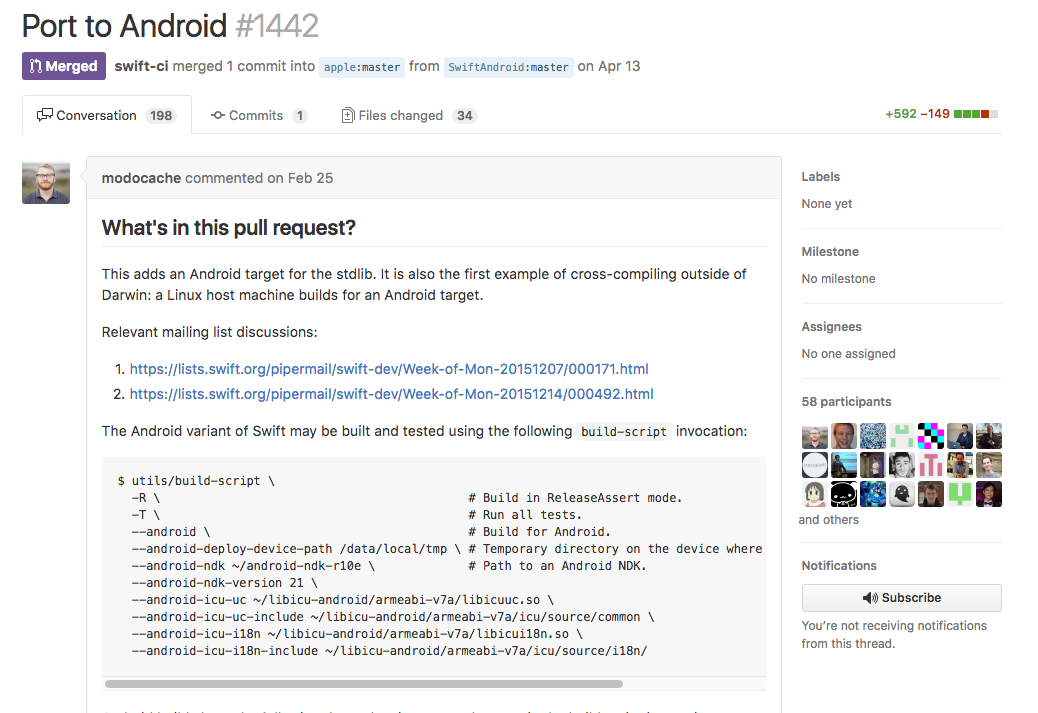 Port to Android #1442
Merged swift-ci merged 1 commit into apple:master from SwiftAndroid:master on Apr 13
Conversation 198 Commits 1 Files changed 34 +592 −149
modocache commented on Feb 25
What's in this pull request?
This adds an Android target for the stdlib. It is also the first example of cross-compiling outside of
Darwin: a Linux host machine builds for an Android target.
Relevant mailing list discussions:
1. https://lists.swift.org/pipermail/swift-dev/Week-of-Mon-20151207/000171.html
2. https://lists.swift.org/pipermail/swift-dev/Week-of-Mon-20151214/000492.html
The Android variant of Swift may be built and tested using the following build-script invocation:
$ utils/build-script \
-R \ # Build in ReleaseAssert mode.
-T \ # Run all tests.
--android \ # Build for Android.
--android-deploy-device-path /data/local/tmp \ # Temporary directory on the device where
--android-ndk ~/android-ndk-r10e \ # Path to an Android NDK.
--android-ndk-version 21 \
--android-icu-uc ~/libicu-android/armeabi-v7a/libicuuc.so \
--android-icu-uc-include ~/libicu-android/armeabi-v7a/icu/source/common \
--android-icu-i18n ~/libicu-android/armeabi-v7a/libicui18n.so \
--android-icu-i18n-include ~/libicu-android/armeabi-v7a/icu/source/i18n/
Labels
None yet
Milestone
No milestone
Assignees
No one assigned
58 participants
and others
Notifications
Subscribe
You're not receiving notifications
from this thread.